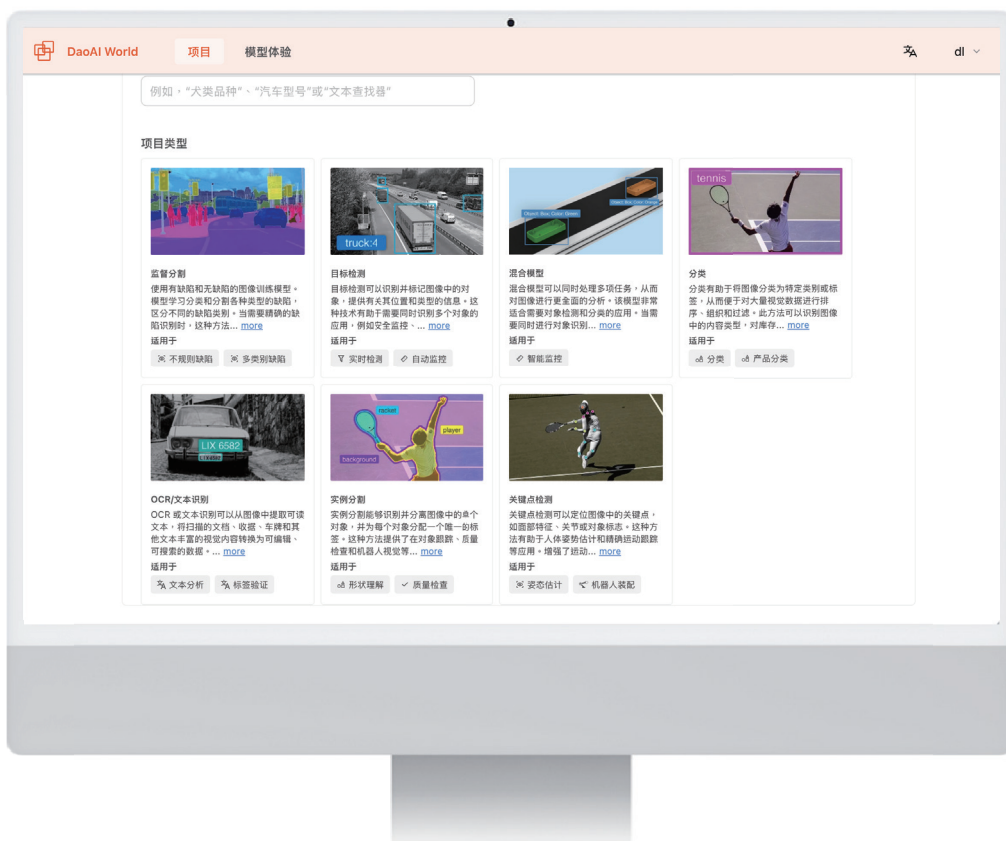 DaoAI World 项目 模型体验 dl
例如，“犬类品种“、“汽车型号”或“文本查找器”
项目类型
truck:4
Object: Box; Color: Green
Object: Box; Color: Orange
tennis
监督分割
使用有缺陷和无缺陷的图像训练模型。
模型学习分类和分割各种类型的缺陷，
区分不同的缺陷类别。当需要精确的缺
陷识别时，这种方法... more
适用于
不规则缺陷 多类别缺陷
目标检测
目标检测可以识别并标记图像中的对
象，提供有关其位置和类型的信息。这
种技术有助于需要同时识别多个对象的
应用，例如安全监控、... more
适用于
实时检测 自动监控
混合模型
混合模型可以同时处理多项任务，从而
对图像进行更全面的分析。该模型非常
适合需要对象检测和分类的应用。当需
要同时进行对象识别... more
适用于
智能监控
分类
分类有助于将图像分类为特定类别或标
签，从而便于对大量视觉数据进行排
序、组织和过滤。此方法可以识别图像
中的内容类型，对库存... more
适用于
分类 产品分类
LIX 6582
OCR/文本识别
OCR 或文本识别可以从图像中提取可读
文本，将扫描的文档、收据、车牌和其
他文本丰富的视觉内容转换为可编辑、
可搜索的数据。... more
适用于
文本分析 标签验证
racket
player
background
实例分割
实例分割能够识别并分离图像中的单个
对象，并为每个对象分配一个唯一的标
签。这种方法提供了在对象跟踪、质量
检查和机器人视觉等... more
适用于
形状理解 质量检查
关键点检测
关键点检测可以定位图像中的关键点，
如面部特征、关节或对象标志。这种方
法有助于人体姿势估计和精确运动跟踪
等应用。增强了运动... more
适用于
姿态估计 机器人装配